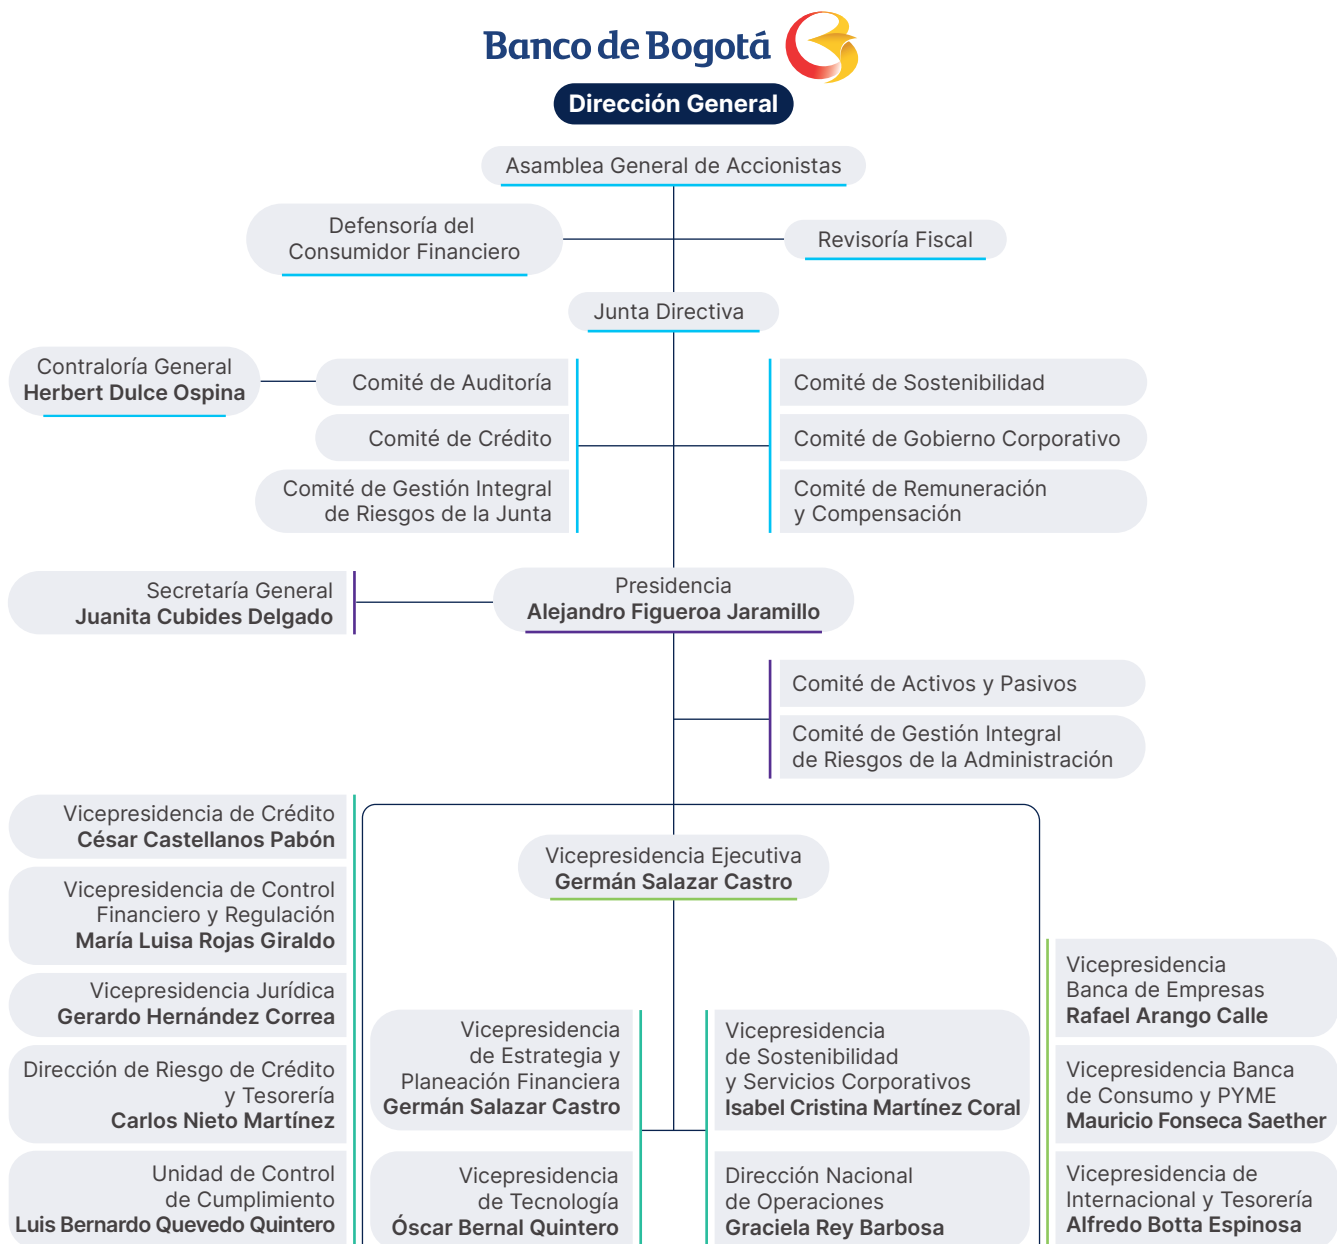 Banco de Bogotá
Dirección General
Asamblea General de Accionistas
Defensoría del
Consumidor Financiero
Revisoría Fiscal
Junta Directiva
Contraloría General
Herbert Dulce Ospina
Comité de Auditoría
Comité de Crédito
Comité de Gestión Integral
de Riesgos de la Junta
Comité de Sostenibilidad
Comité de Gobierno Corporativo
Comité de Remuneración
y Compensación
Secretaría General
Juanita Cubides Delgado
Presidencia
Alejandro Figueroa Jaramillo
Comité de Activos y Pasivos
Comité de Gestión Integral
de Riesgos de la Administración
Vicepresidencia de Crédito
César Castellanos Pabón
Vicepresidencia de Control
Financiero y Regulación
María Luisa Rojas Giraldo
Vicepresidencia Jurídica
Gerardo Hernández Correa
Dirección de Riesgo de Crédito
y Tesorería
Carlos Nieto Martínez
Unidad de Control
de Cumplimiento
Luis Bernardo Quevedo Quintero
Vicepresidencia Ejecutiva
Germán Salazar Castro
Vicepresidencia
de Estrategia y
Planeación Financiera
Germán Salazar Castro
Vicepresidencia
de Tecnología
Óscar Bernal Quintero
Vicepresidencia
de Sostenibilidad
y Servicios Corporativos
Isabel Cristina Martínez Coral
Dirección Nacional
de Operaciones
Graciela Rey Barbosa
Vicepresidencia
Banca de Empresas
Rafael Arango Calle
Vicepresidencia Banca
de Consumo y PYME
Mauricio Fonseca Saether
Vicepresidencia de
Internacional y Tesorería
Alfredo Botta Espinosa